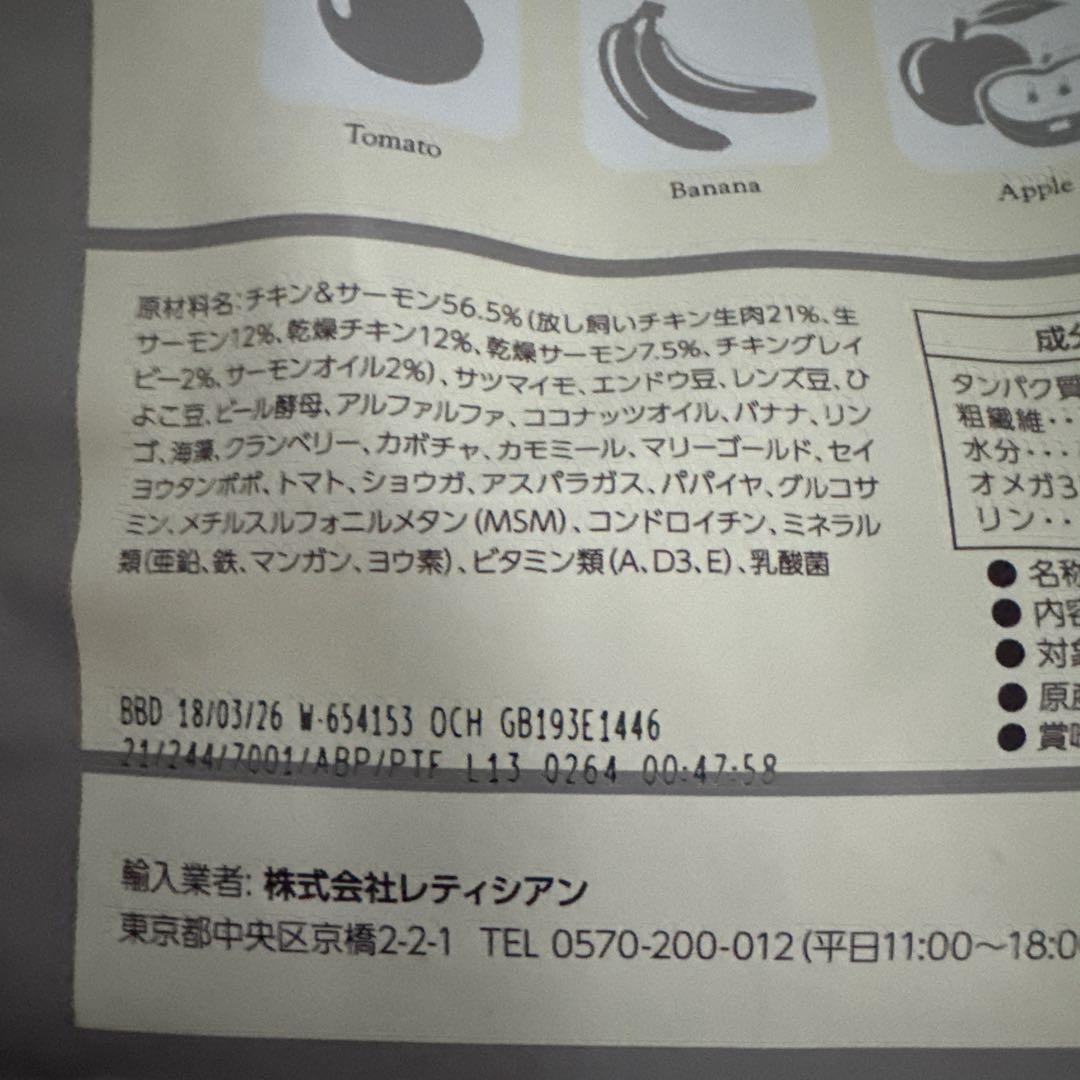 Tomato
Banana
Apple
原材料名:チキン&サーモン56.5%(放し飼いチキン生肉21%、生
サーモン12%、乾燥チキン12%、乾燥サーモン7.5%、チキングレイ
ビー2%、サーモンオイル2%)、サツマイモ、エンドウ豆、レンズ豆、ひ
よこ豆、ビール酵母、アルファルファ、ココナッツオイル、バナナ、リン
ゴ、海藻、クランベリー、カボチャ、カモミール、マリーゴールド、セイ
ヨウタンポポ、トマト、ショウガ、アスパラガス、パパイヤ、グルコサ
ミン、メチルスルフォニルメタン(MSM)、コンドロイチン、ミネラル
類(亜鉛、鉄、マンガン、ヨウ素)、ビタミン類(A、D3、E)、乳酸菌
成分
タンパク質
粗繊維・・
水分・・・
オメガ3
リン・・
● 名称
● 内容
● 対象
● 原産
● 賞味
BBD 18/03/26 W-654153 OCH GB193E1446
21/244/7001/ABP/PTF L13 0264 00:47:58
輸入業者: 株式会社レティシアン
東京都中央区京橋2-2-1 TEL 0570-200-012(平日11:00〜18:0